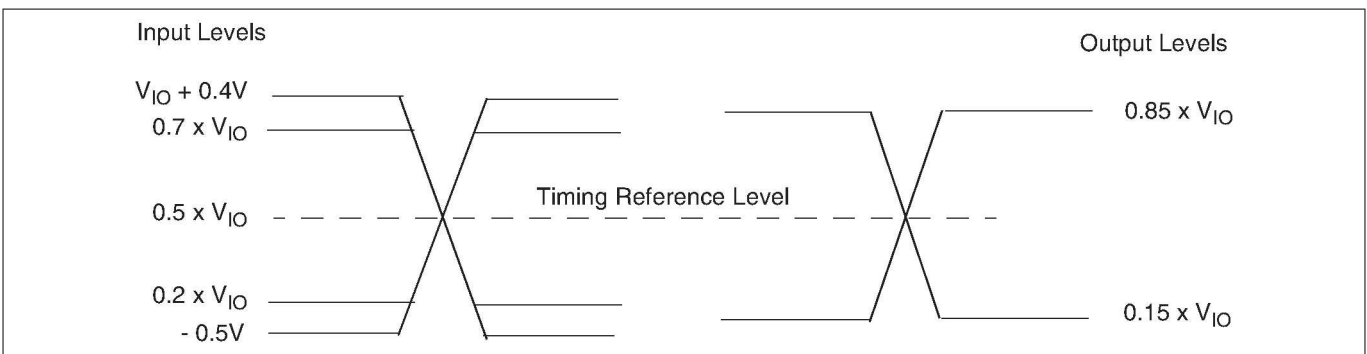 Input Levels
Output Levels
V_IO + 0.4V
0.7 x V_IO
0.85 x V_IO
Timing Reference Level
0.5 x V_IO
0.2 x V_IO
0.15 x V_IO
- 0.5V